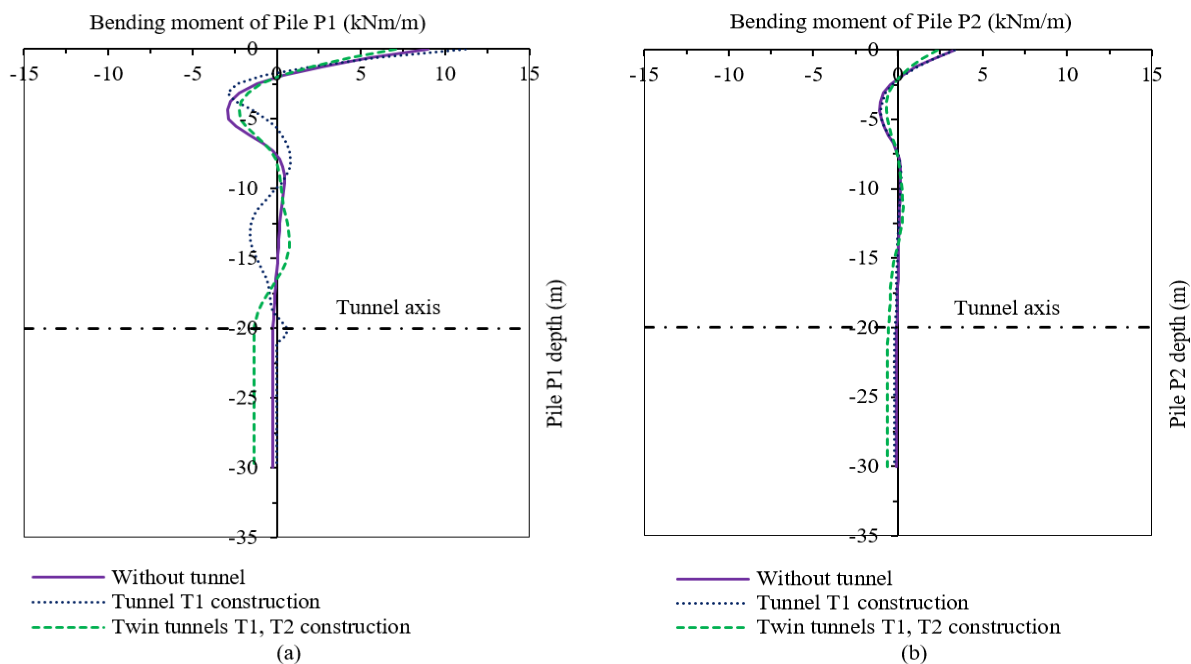 Bending moment of Pile P1 (kNm/m)
-15 -10 -5 0 5 10 15
0
-5
-10
-15
-20
-25
-30
-35
Tunnel axis
Pile P1 depth (m)
Without tunnel
Tunnel T1 construction
Twin tunnels T1, T2 construction
(a)
Bending moment of Pile P2 (kNm/m)
-15 -10 -5 0 5 10 15
0
-5
-10
-15
-20
-25
-30
-35
Tunnel axis
Pile P2 depth (m)
Without tunnel
Tunnel T1 construction
Twin tunnels T1, T2 construction
(b)